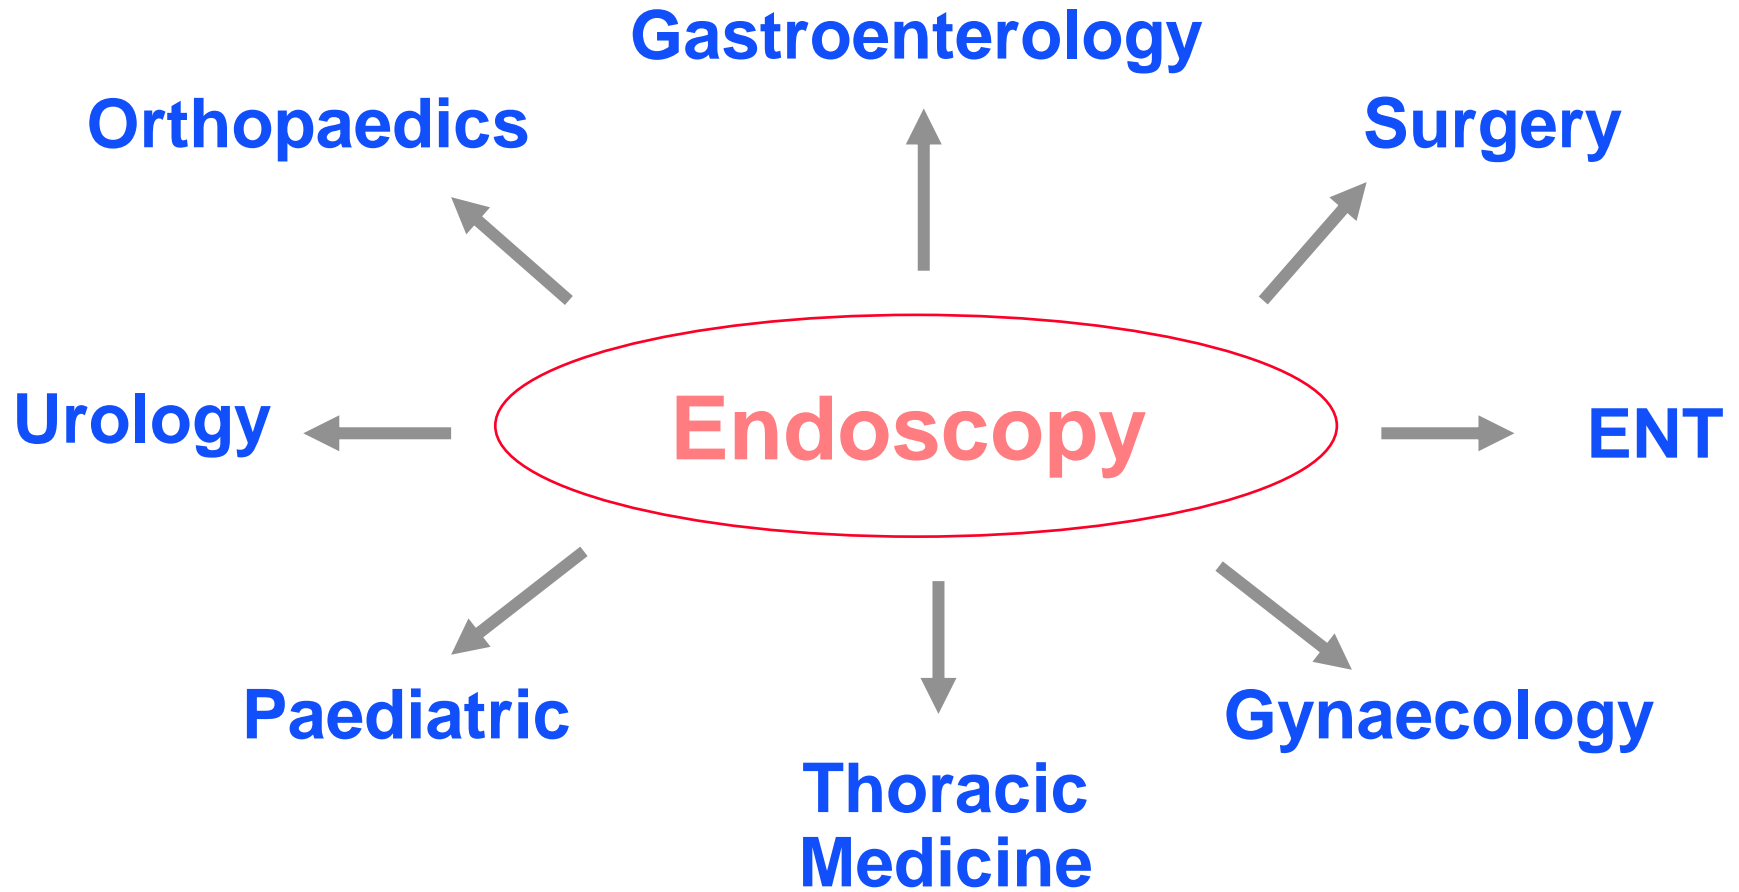 Gastroenterology
Orthopaedics
Surgery
Urology
Endoscopy
ENT
Paediatric
Gynaecology
Thoracic
Medicine